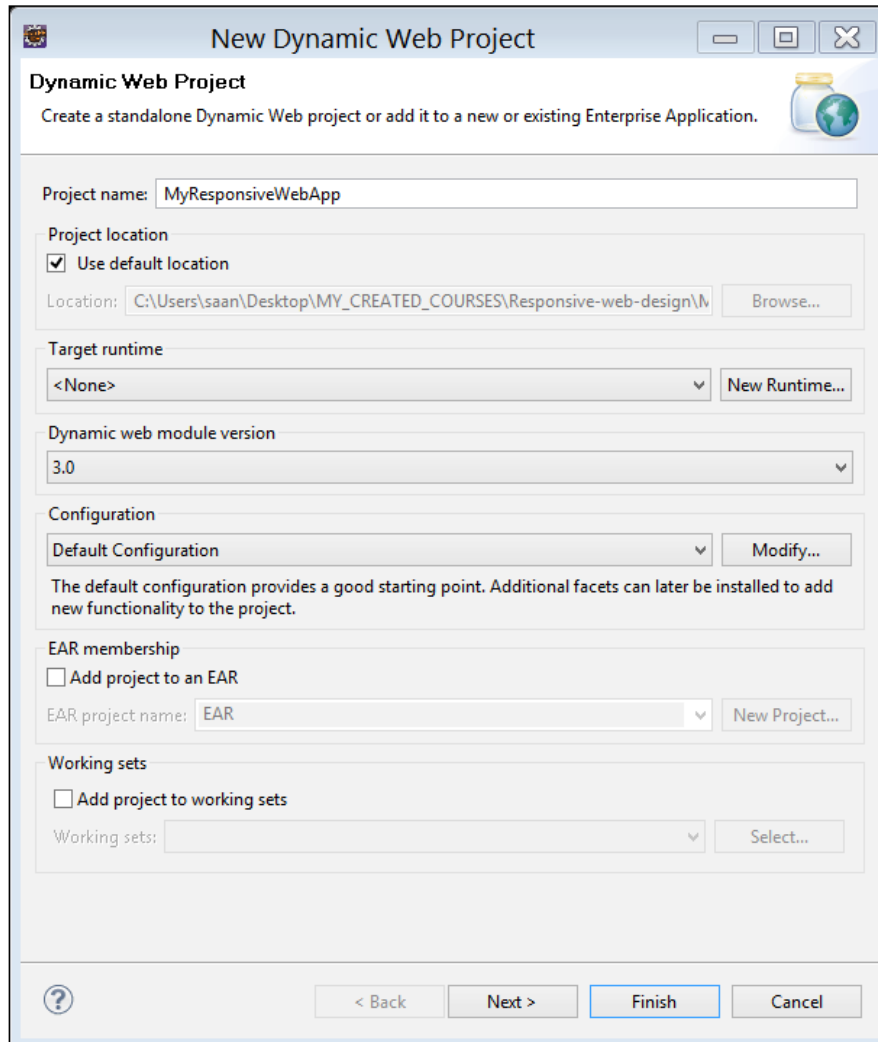 New Dynamic Web Project
Dynamic Web Project
Create a standalone Dynamic Web project or add it to a new or existing Enterprise Application.
Project name: MyResponsiveWebApp
Project location
Use default location
Location: C:\Users\saan\Desktop\MY_CREATED_COURSES\Responsive-web-design\M Browse...
Target runtime
<None> New Runtime...
Dynamic web module version
3.0
Configuration
Default Configuration Modify...
The default configuration provides a good starting point. Additional facets can later be installed to add
new functionality to the project.
EAR membership
Add project to an EAR
EAR project name: EAR New Project...
Working sets
Add project to working sets
Working sets: Select...
? < Back Next > Finish Cancel